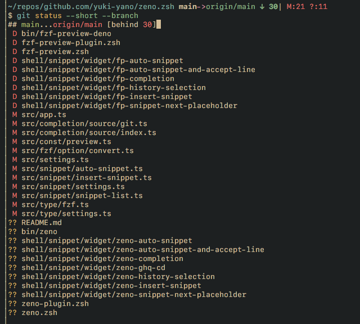 ~/repos/github.com/yuki-yano/zeno.zsh main->origin/main ↓ 30| M:21 ?:11
$ git status --short --branch
## main...origin/main [behind 30]
 D bin/fzf-preview-deno
 D fzf-preview-plugin.zsh
 D fzf-preview.zsh
 D shell/snippet/widget/fp-auto-snippet
 D shell/snippet/widget/fp-auto-snippet-and-accept-line
 D shell/snippet/widget/fp-completion
 D shell/snippet/widget/fp-history-selection
 D shell/snippet/widget/fp-insert-snippet
 D shell/snippet/widget/fp-snippet-next-placeholder
 M src/app.ts
 M src/completion/source/git.ts
 M src/completion/source/index.ts
 M src/const/preview.ts
 M src/fzf/option/convert.ts
 M src/settings.ts
 M src/snippet/auto-snippet.ts
 M src/snippet/insert-snippet.ts
 M src/snippet/settings.ts
 M src/snippet/snippet-list.ts
 M src/type/fzf.ts
 M src/type/settings.ts
?? README.md
?? bin/zeno
?? shell/snippet/widget/zeno-auto-snippet
?? shell/snippet/widget/zeno-auto-snippet-and-accept-line
?? shell/snippet/widget/zeno-completion
?? shell/snippet/widget/zeno-ghq-cd
?? shell/snippet/widget/zeno-history-selection
?? shell/snippet/widget/zeno-insert-snippet
?? shell/snippet/widget/zeno-snippet-next-placeholder
?? zeno-plugin.zsh
?? zeno.zsh